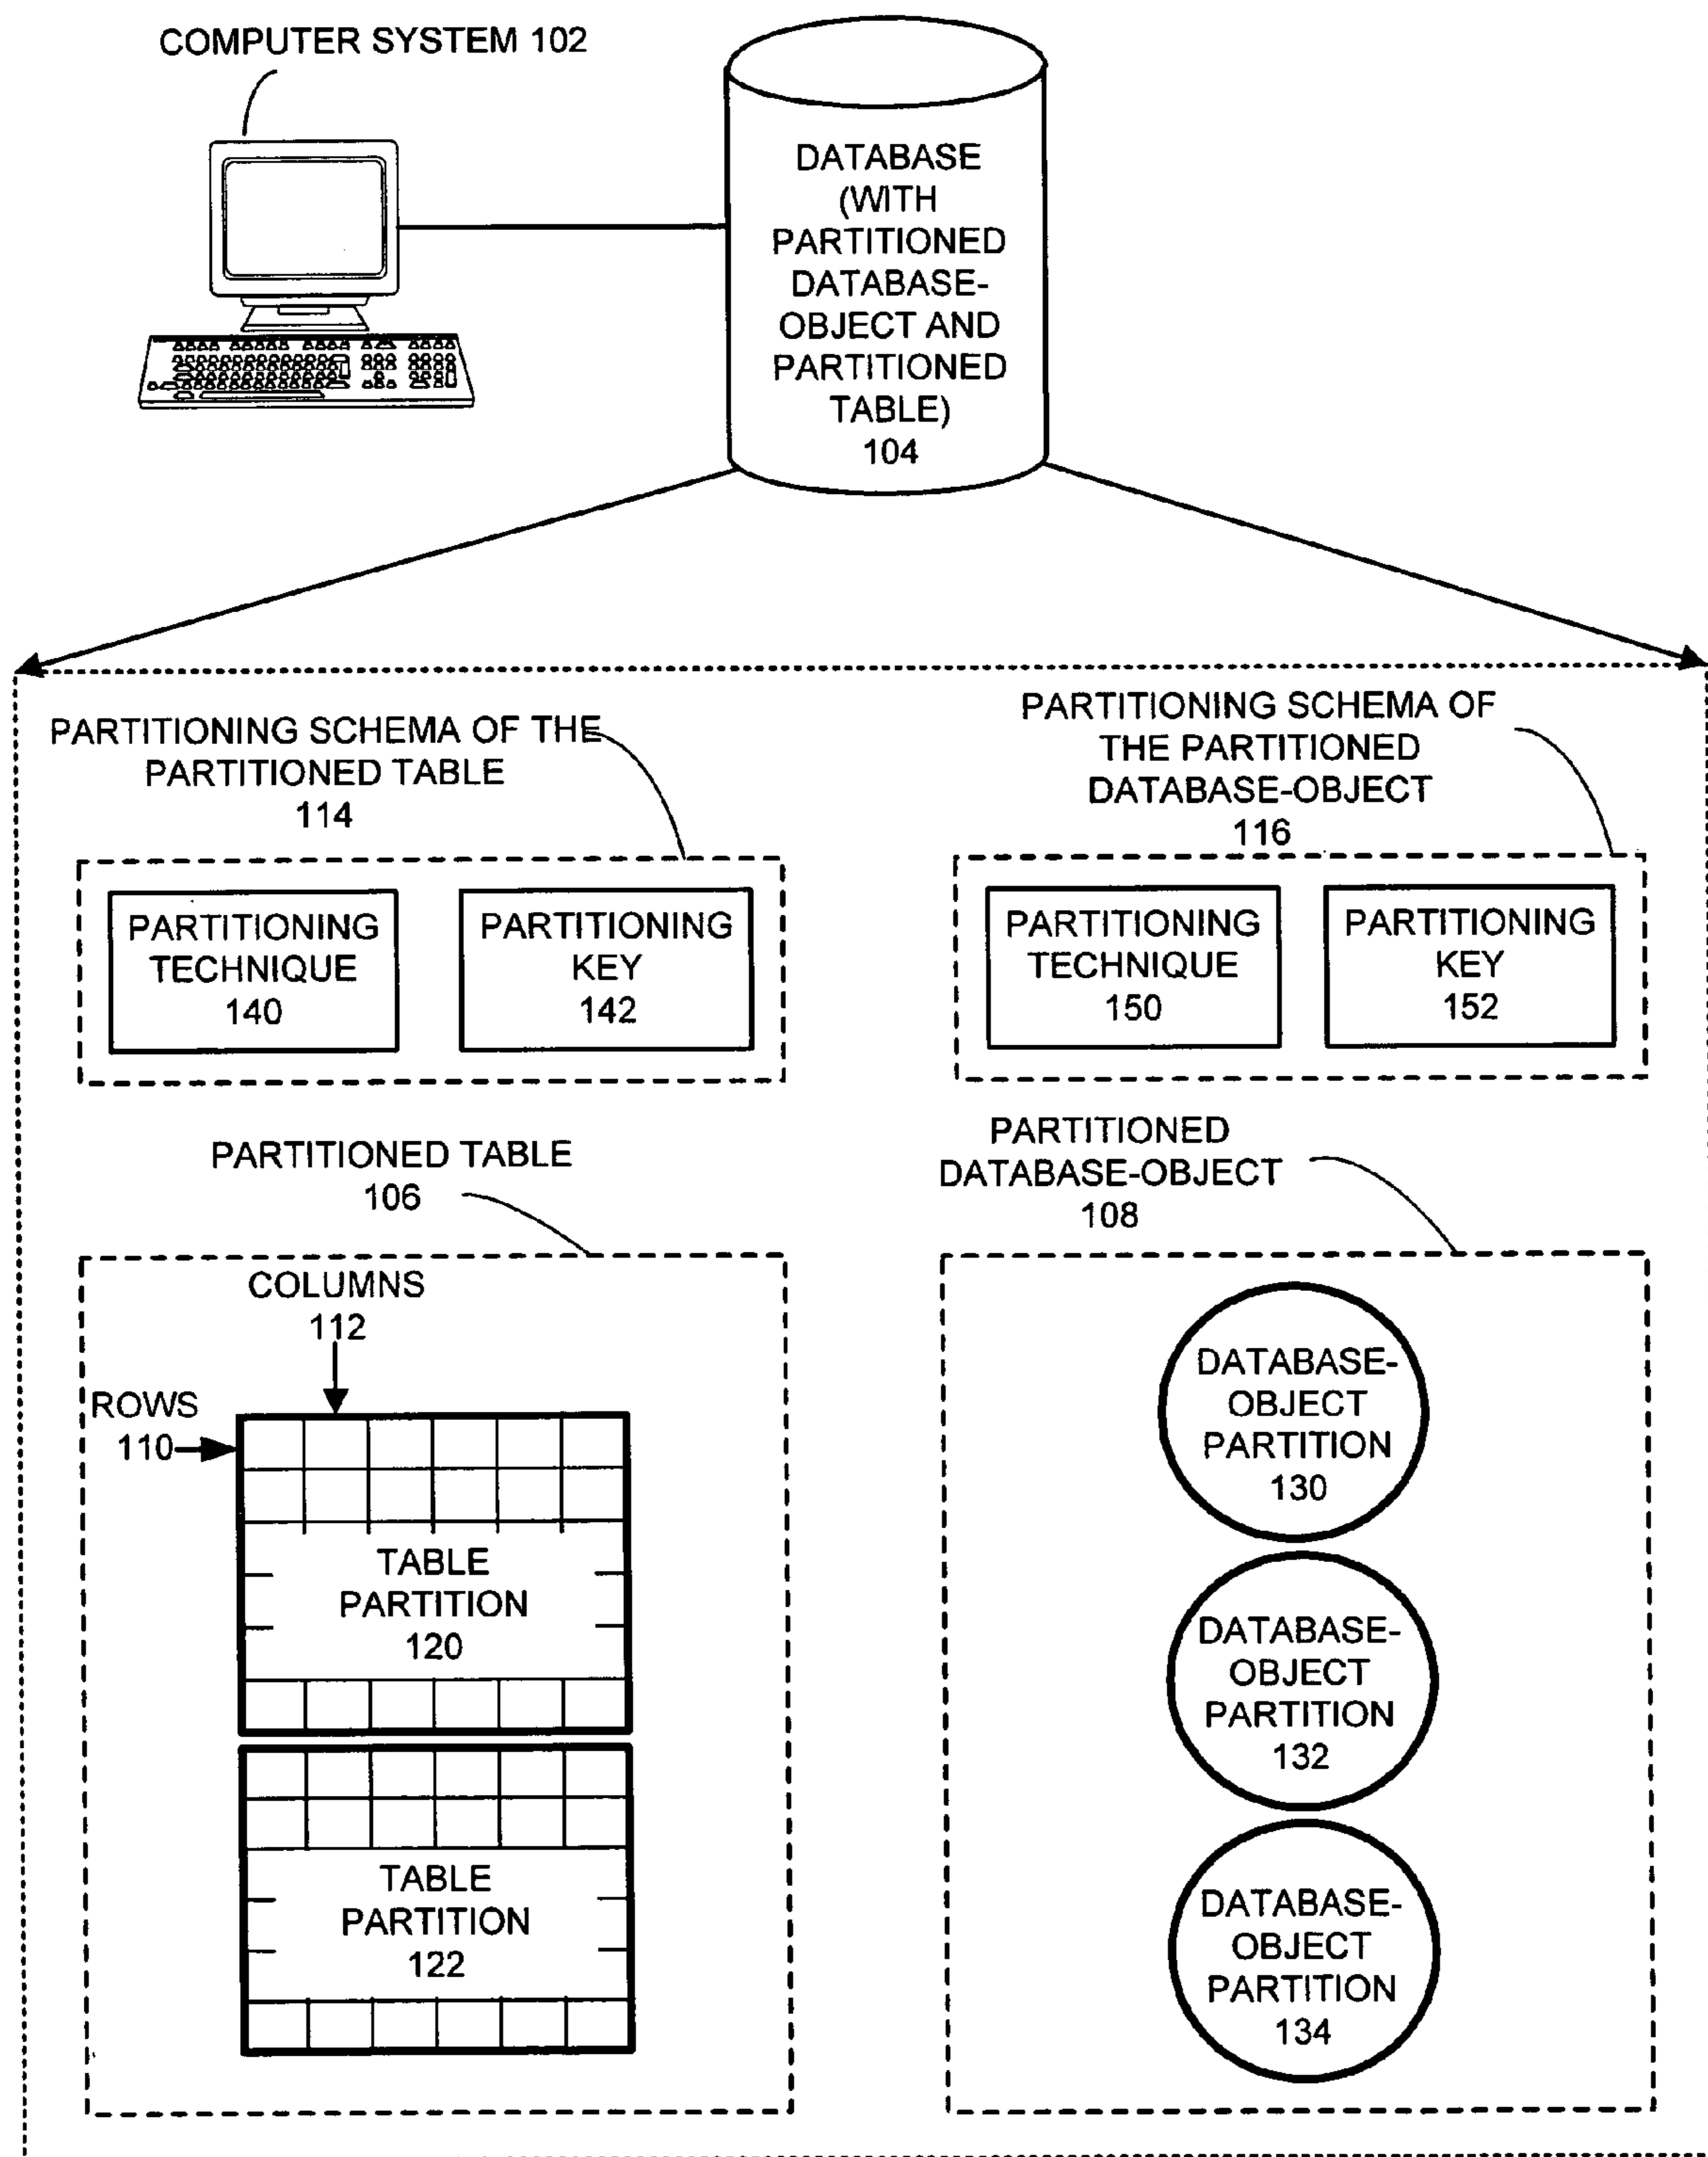 COMPUTER SYSTEM 102
DATABASE
(WITH
PARTITIONED
DATABASE-
OBJECT AND
PARTITIONED
TABLE)
104
PARTITIONING SCHEMA OF THE
PARTITIONED TABLE
114
PARTITIONING SCHEMA OF
THE PARTITIONED
DATABASE-OBJECT
116
PARTITIONING
TECHNIQUE
140
PARTITIONING
KEY
142
PARTITIONING
TECHNIQUE
150
PARTITIONING
KEY
152
PARTITIONED TABLE
106
PARTITIONED
DATABASE-OBJECT
108
COLUMNS
112
ROWS
110
TABLE
PARTITION
120
TABLE
PARTITION
122
DATABASE-
OBJECT
PARTITION
130
DATABASE-
OBJECT
PARTITION
132
DATABASE-
OBJECT
PARTITION
134